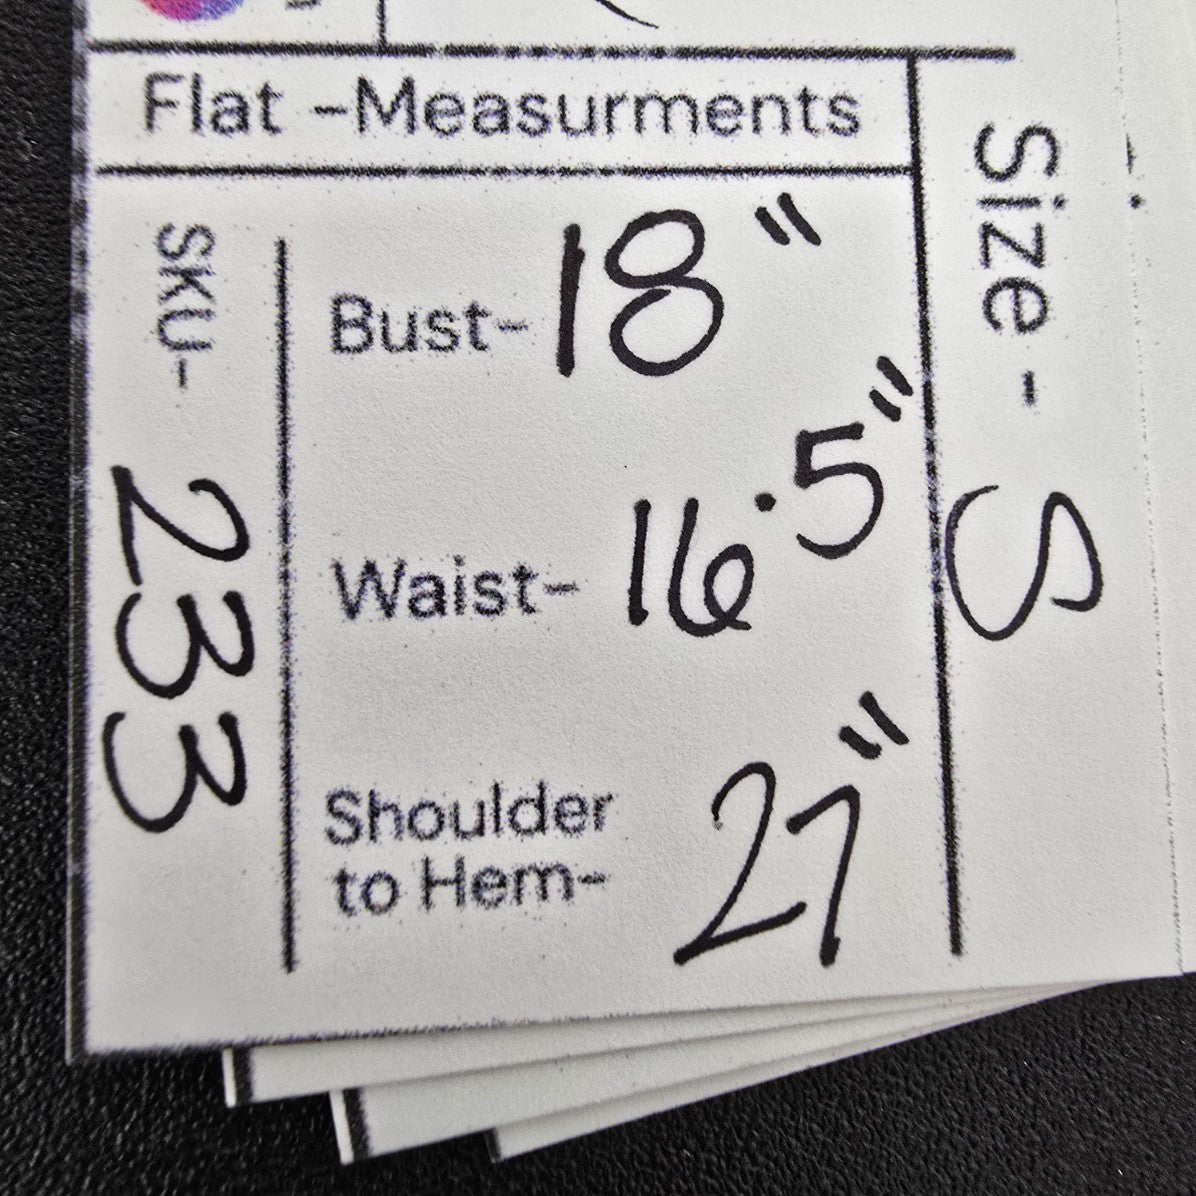 Flat -Measurments
Bust- 18"
Waist- 16.5"
Shoulder
to Hem- 27"
SKU- 233
Size - S